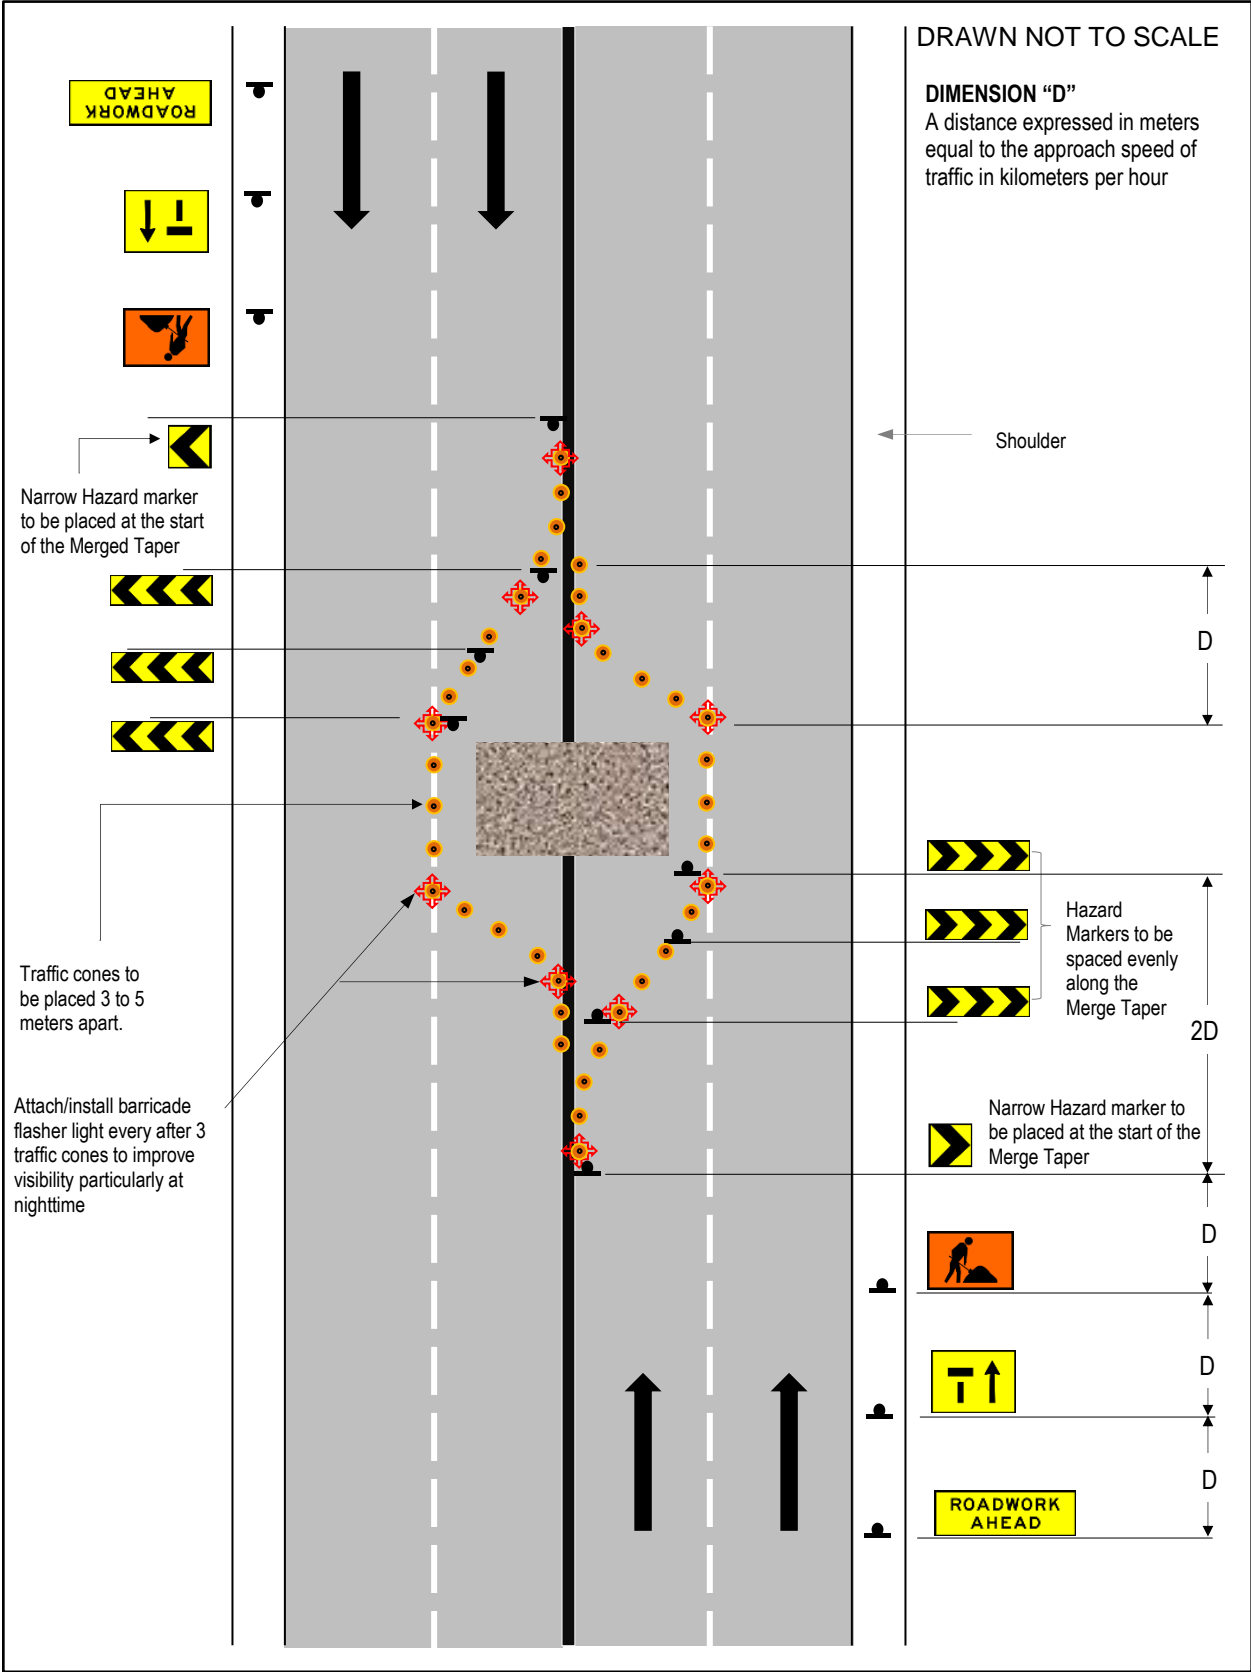 DRAWN NOT TO SCALE
DIMENSION “D”
A distance expressed in meters
equal to the approach speed of
traffic in kilometers per hour
ROADWORK
AHEAD
Shoulder
Narrow Hazard marker
to be placed at the start
of the Merged Taper
D
Hazard
Markers to be
spaced evenly
along the
Merge Taper
Traffic cones to
be placed 3 to 5
meters apart.
2D
Attach/install barricade
flasher light every after 3
traffic cones to improve
visibility particularly at
nighttime
Narrow Hazard marker to
be placed at the start of the
Merge Taper
D
D
D
ROADWORK
AHEAD